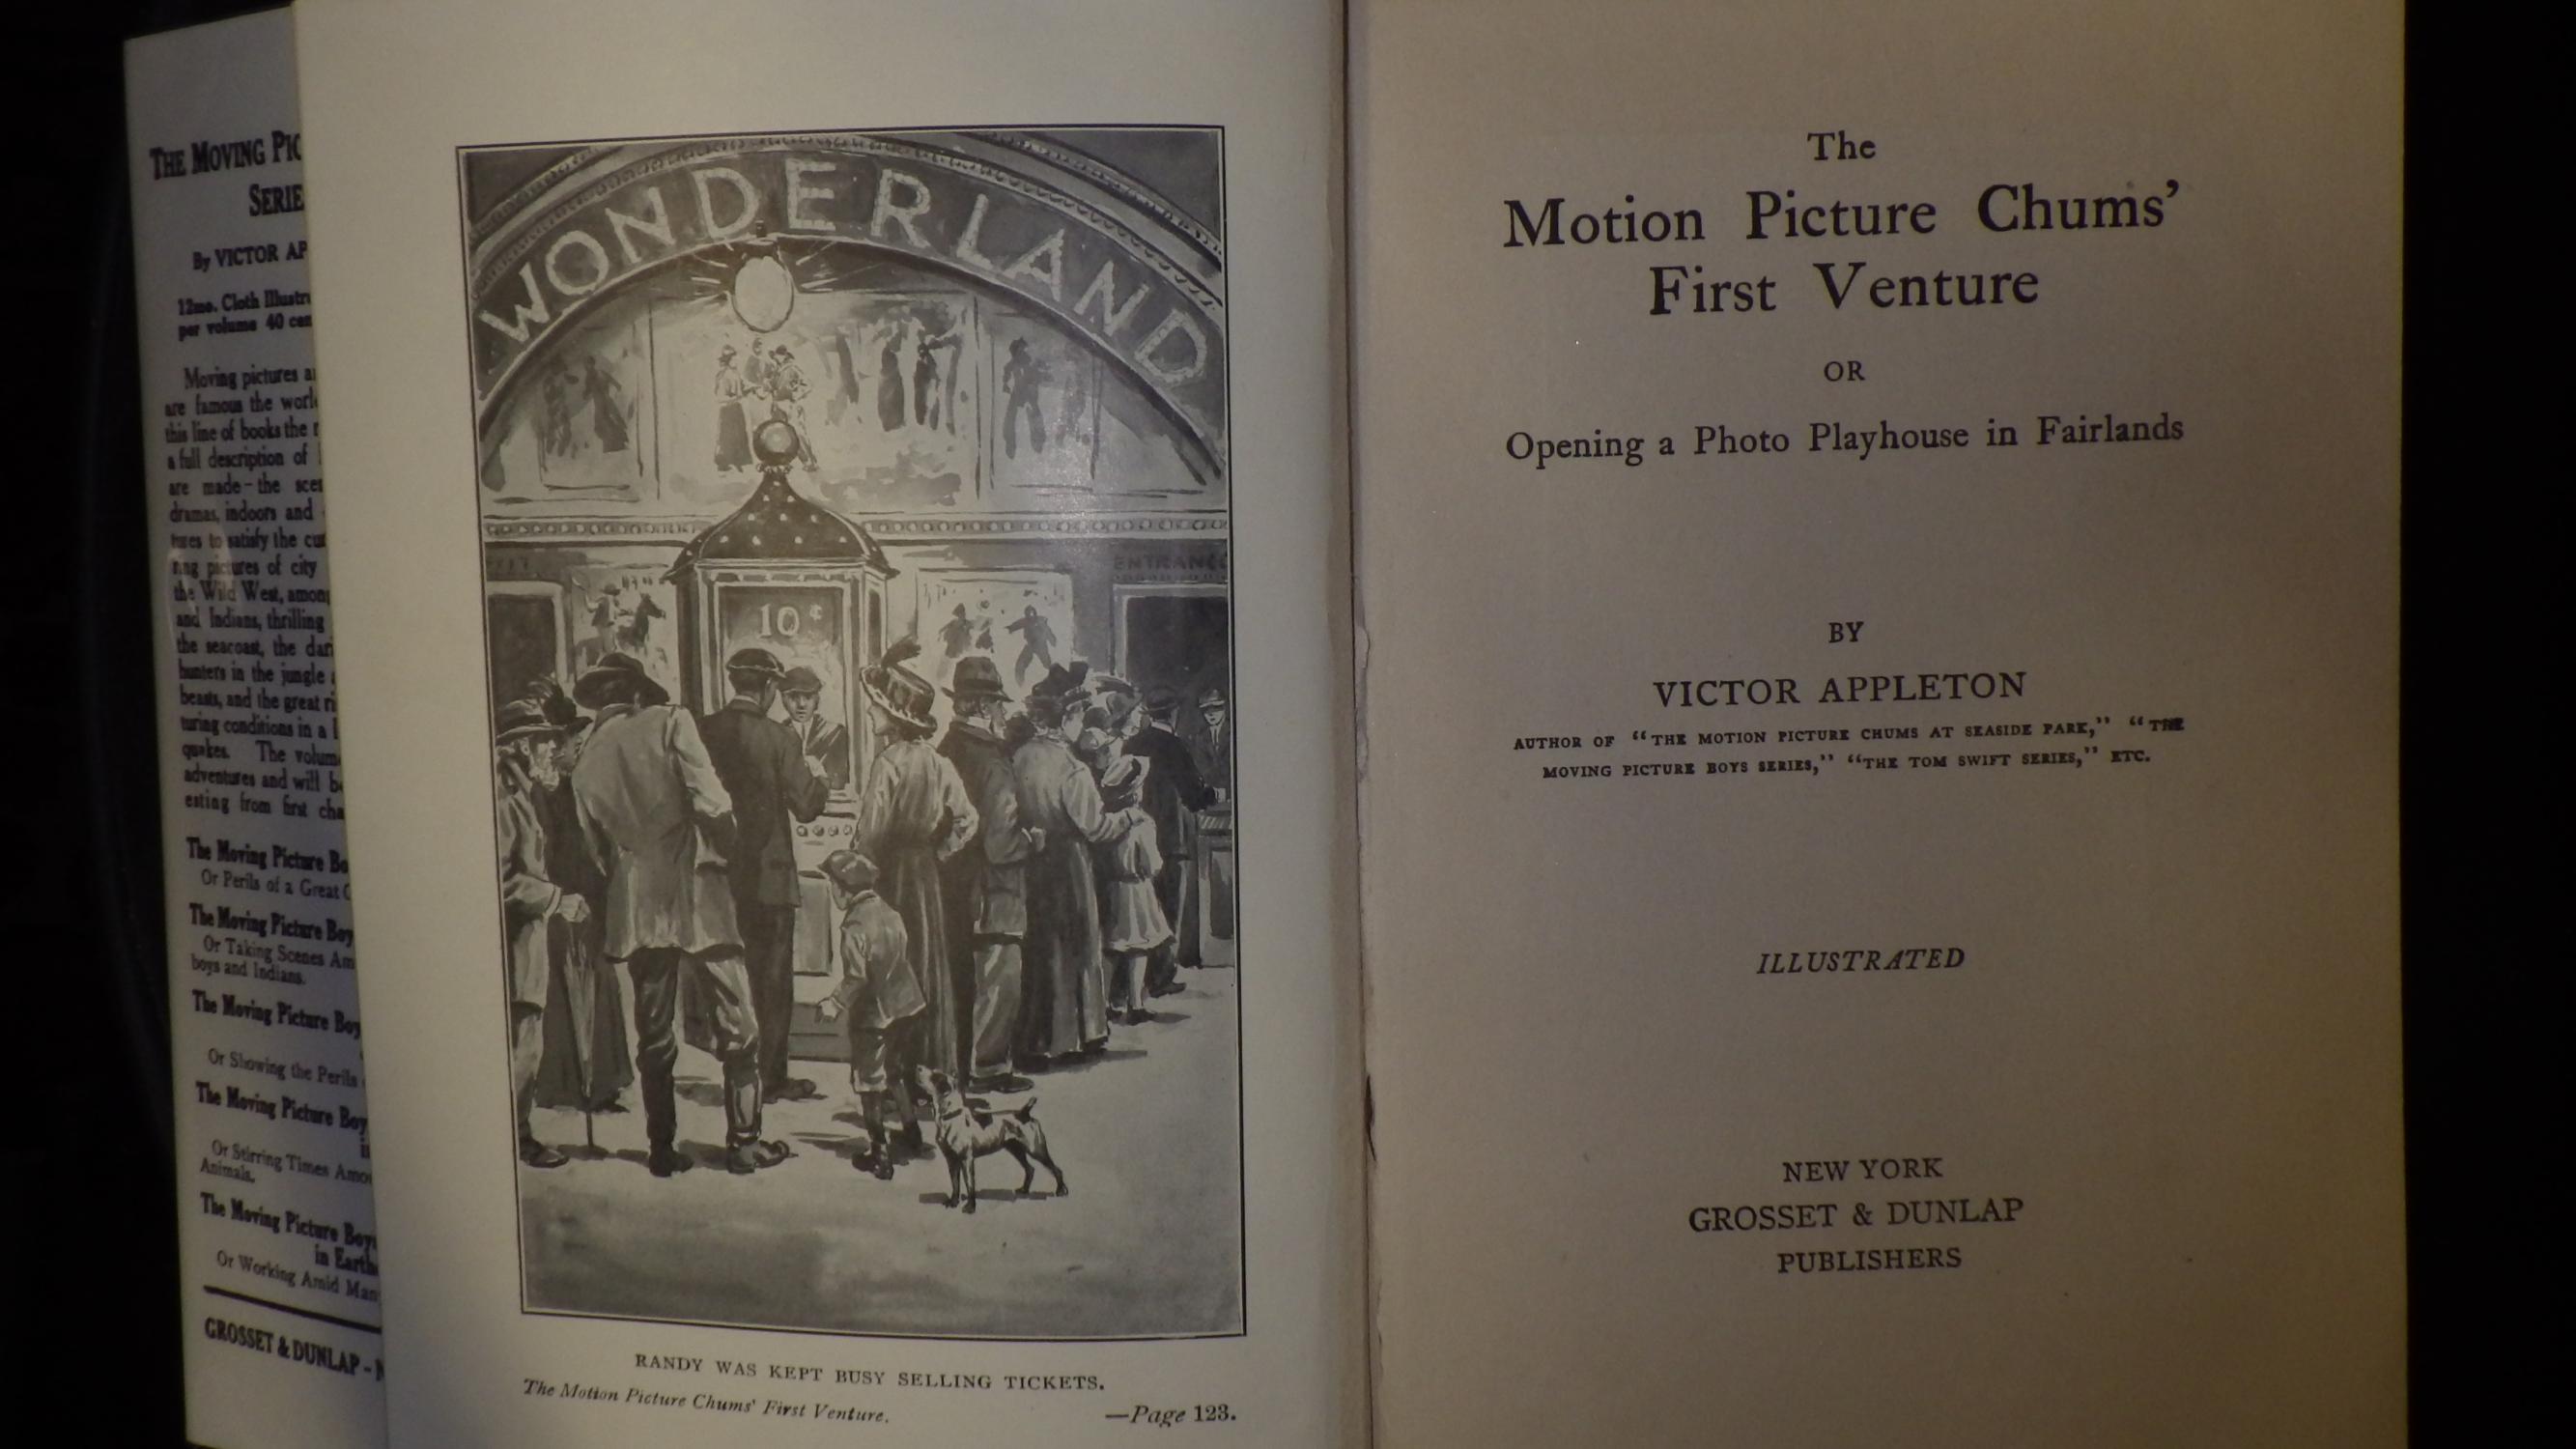 THE MOVING PIC
SERIE
By VICTOR AP
12mo. Cloth Illustr
per volume 40 cen
Moving pictures a
are famous the worl
this line of books the
a full description of
are made - the sce
dramas, indoors and
tures to satisfy the cu
ring pictures of city
the Wild West, among
and Indians, thrilling
the seacoast, the dar
hunters in the jungle
beasts, and the great ri
turing conditions in a l
quakes. The volum
adventures and will b
esting from first cha
The Moving Picture Bo
Or Perils of a Great C
The Moving Picture Boy
Or Taking Scenes Am
boys and Indians.
The Moving Picture Boy
Or Showing the Perils
The Moving Picture Boy
Or Stirring Times Amo
Animals.
The Moving Picture Boy
in Earth
Or Working Amid Man
GROSSET & DUNLAP - N
WONDERLAND
ENTRANCE
10 ¢
RANDY WAS KEPT BUSY SELLING TICKETS.
The Motion Picture Chums' First Venture.
—Page 123.
The
Motion Picture Chums'
First Venture
OR
Opening a Photo Playhouse in Fairlands
BY
VICTOR APPLETON
AUTHOR OF "THE MOTION PICTURE CHUMS AT SEASIDE PARK," "THE
MOVING PICTURE BOYS SERIES," "THE TOM SWIFT SERIES," ETC.
ILLUSTRATED
NEW YORK
GROSSET & DUNLAP
PUBLISHERS